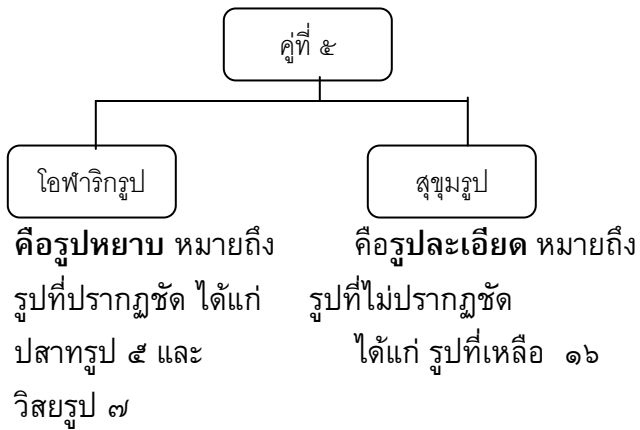 คู่ที่ ๕
โอฬาริกรูป
สุขุมรูป
คือรูปหยาบ หมายถึง
รูปที่ปรากฏชัด ได้แก่
ปสาทรูป ๕ และ
วิสยรูป ๗
คือรูปละเอียด หมายถึง
รูปที่ไม่ปรากฏชัด
ได้แก่ รูปที่เหลือ ๑๖